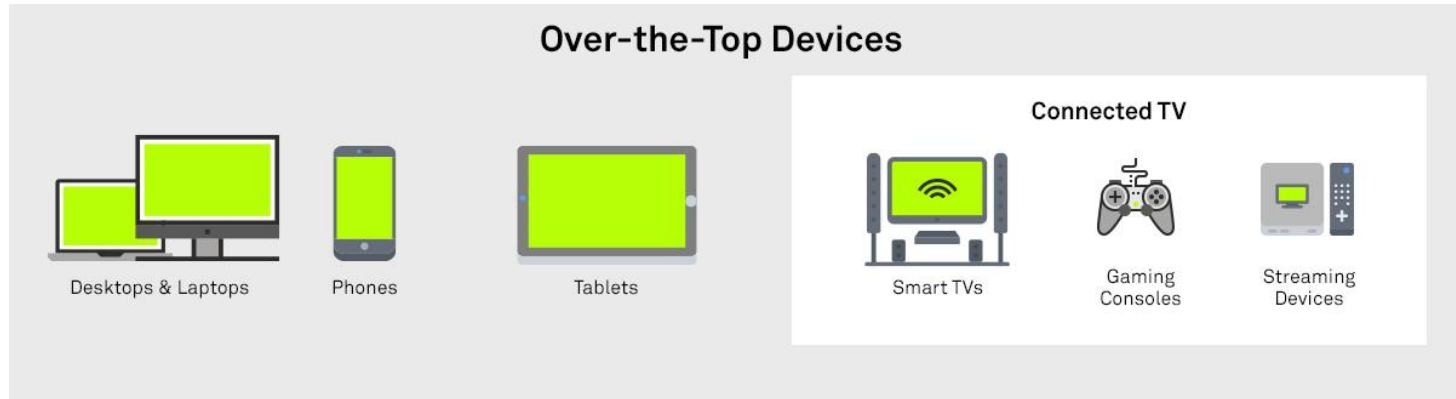 Over-the-Top Devices
Connected TV
Desktops & Laptops
Phones
Tablets
Smart TVs
Gaming
Consoles
Streaming
Devices